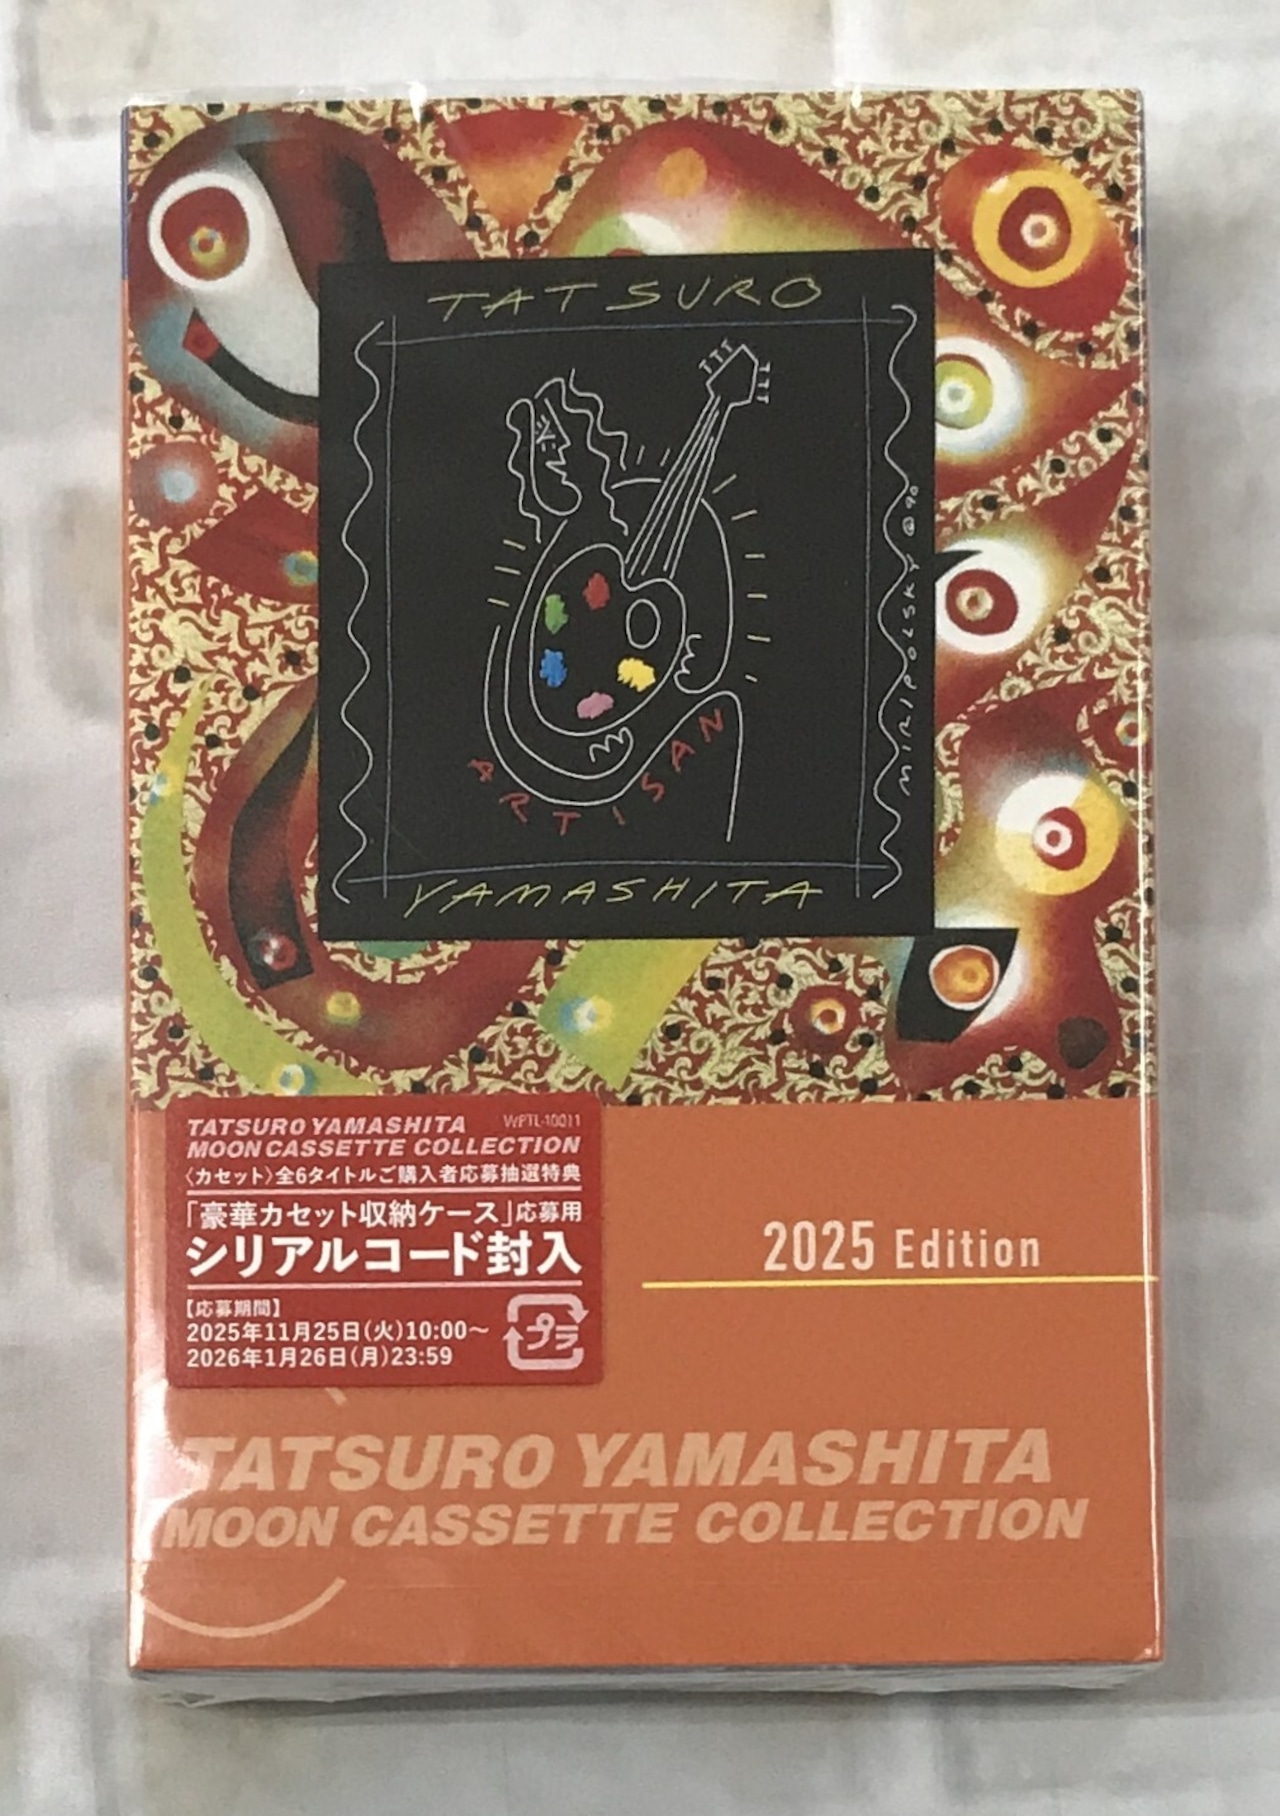 TATSURO
MIRIPOLSKY ©90
ARTISAN
YAMASHITA
TATSURO YAMASHITA WPTL-10011
MOON CASSETTE COLLECTION
〈カセット〉全6タイトルご購入者応募抽選特典
「豪華カセット収納ケース」応募用
シリアルコード封入
【応募期間】
2025年11月25日(火)10:00～
2026年1月26日(月)23:59
プラ
2025 Edition
TATSURO YAMASHITA
MOON CASSETTE COLLECTION